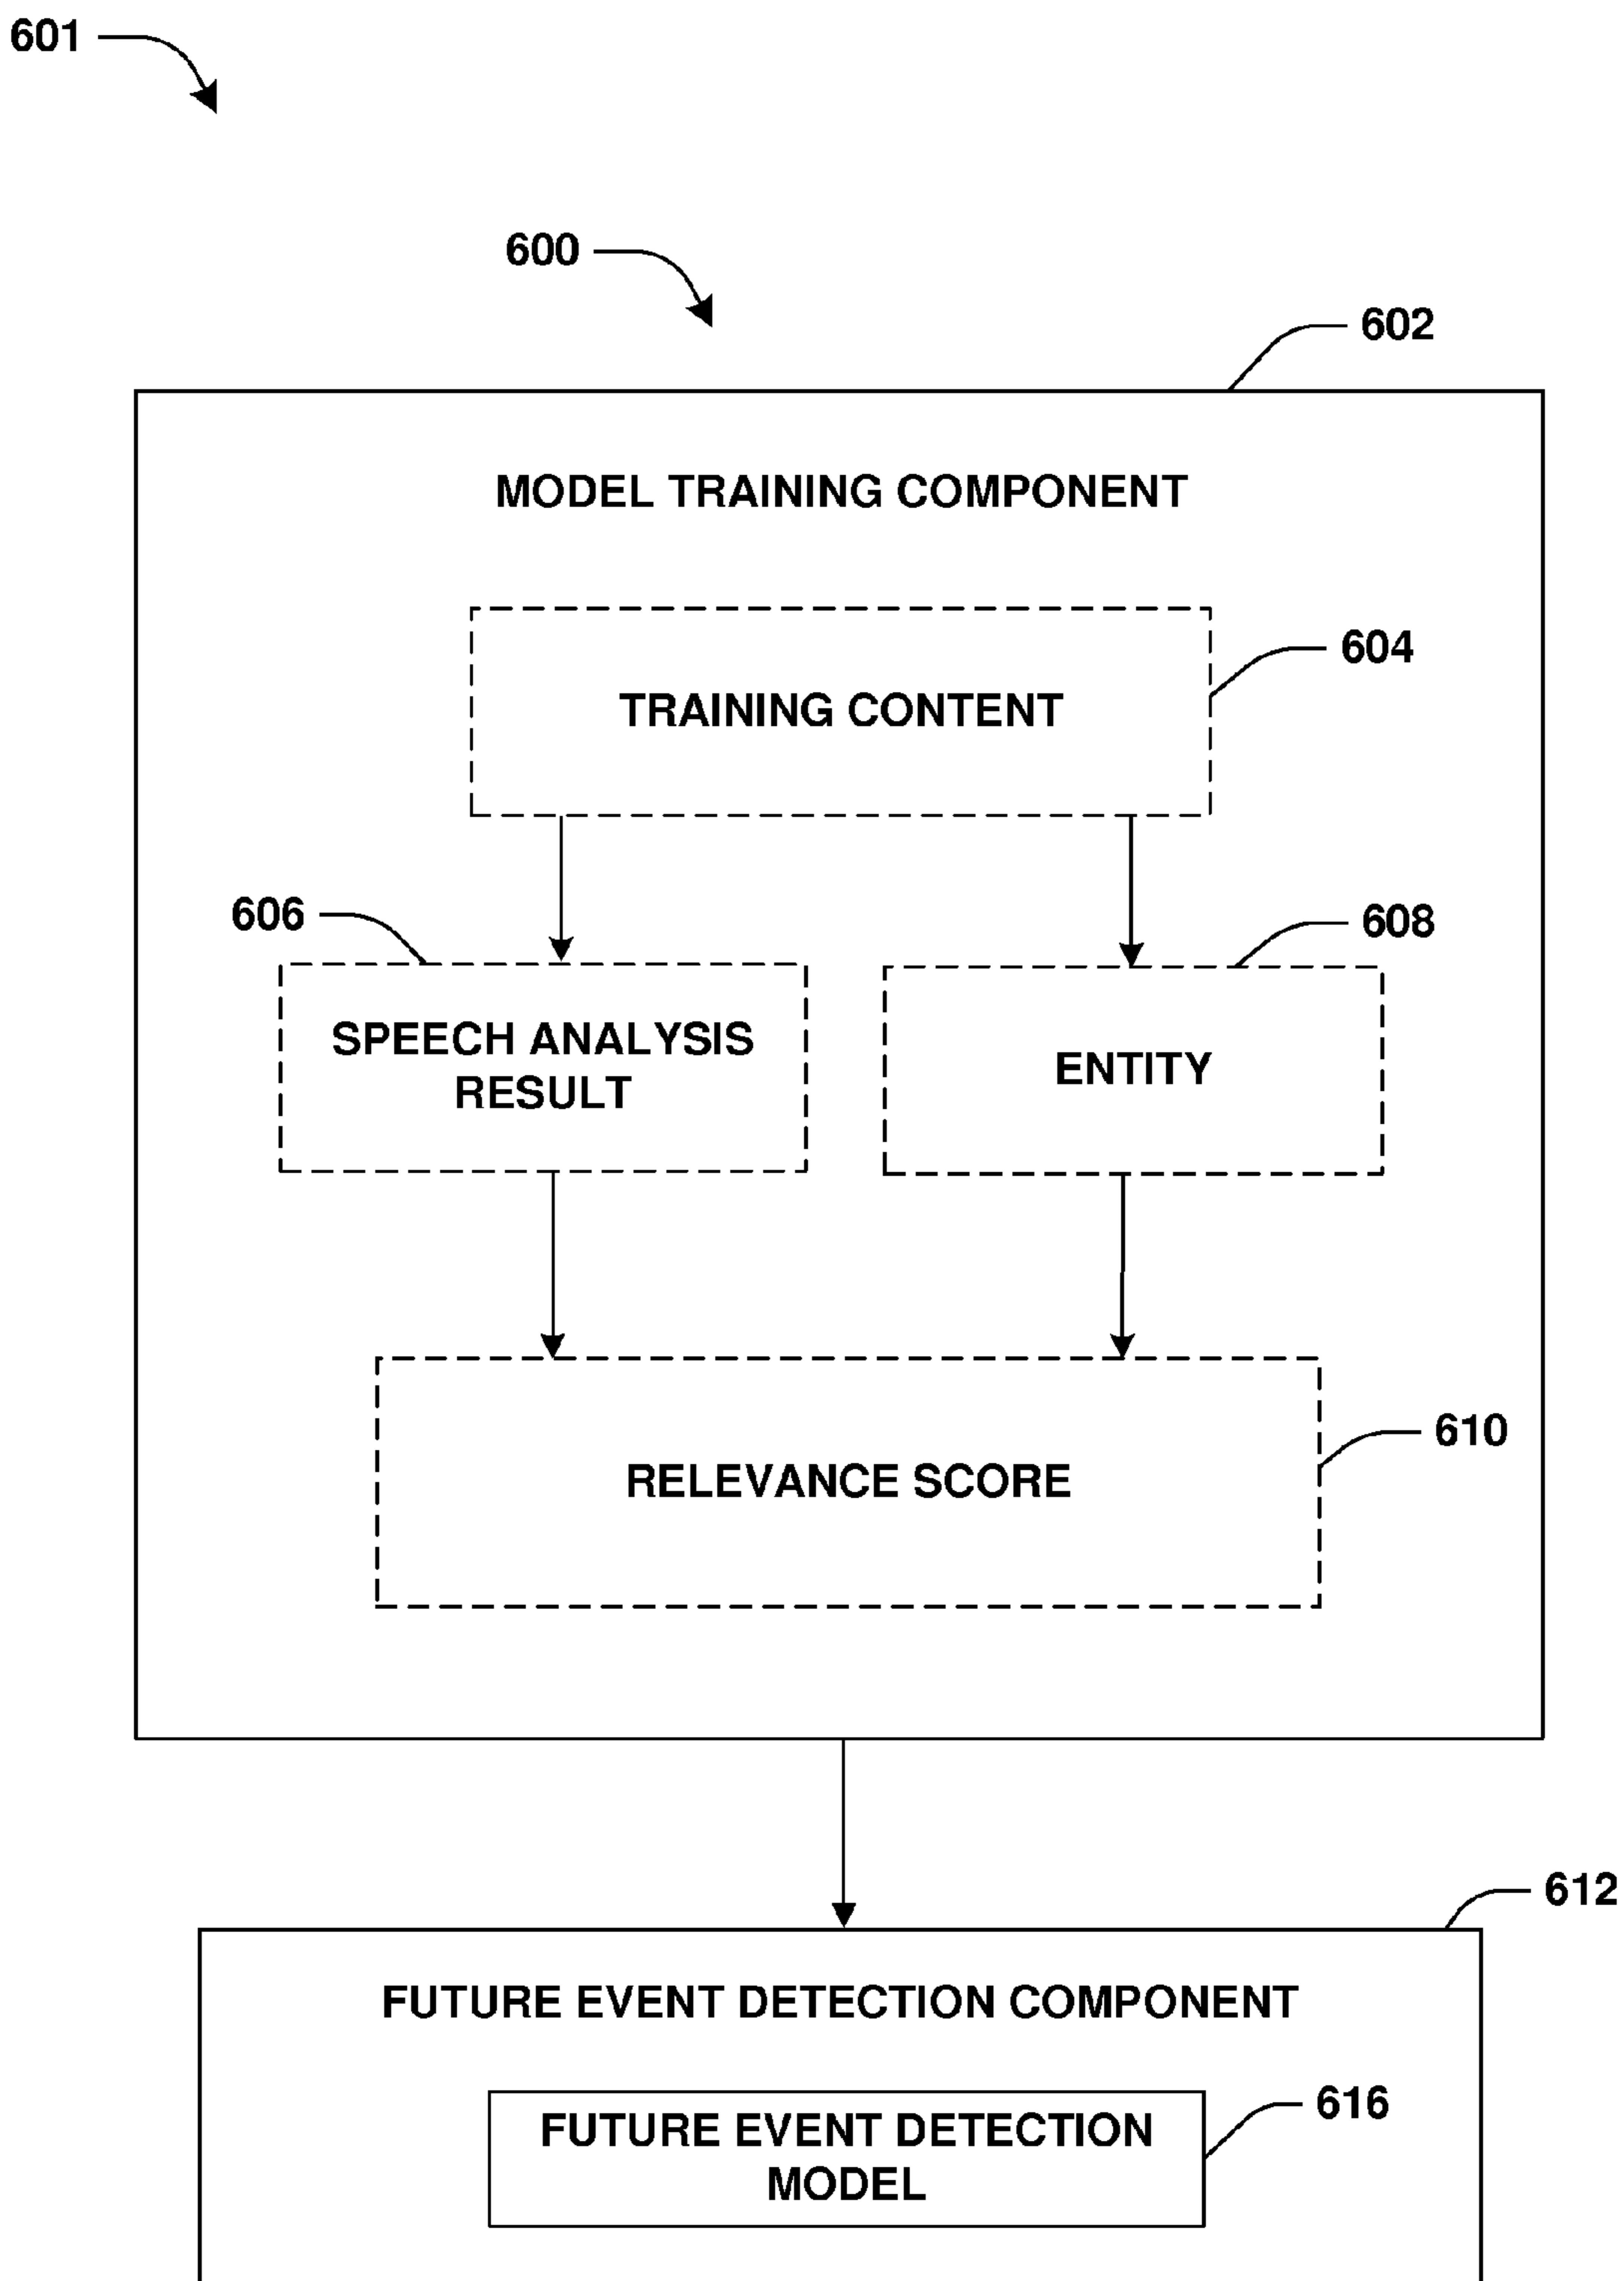 601
600
602
MODEL TRAINING COMPONENT
604
TRAINING CONTENT
606
608
SPEECH ANALYSIS
RESULT
ENTITY
610
RELEVANCE SCORE
612
FUTURE EVENT DETECTION COMPONENT
616
FUTURE EVENT DETECTION
MODEL